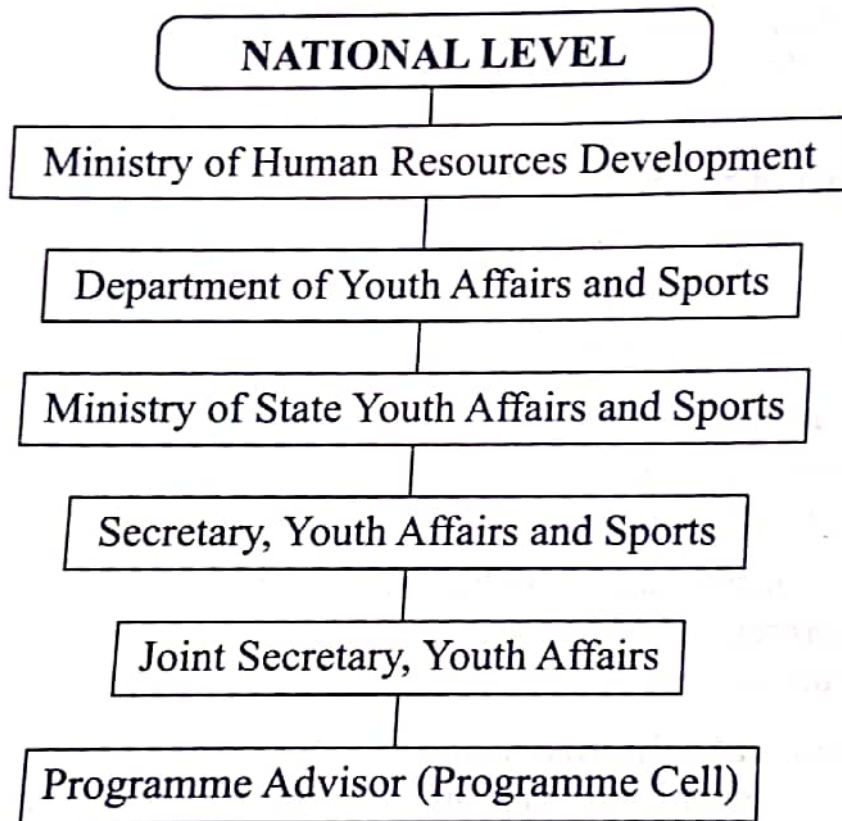 NATIONAL LEVEL
Ministry of Human Resources Development
Department of Youth Affairs and Sports
Ministry of State Youth Affairs and Sports
Secretary, Youth Affairs and Sports
Joint Secretary, Youth Affairs
Programme Advisor (Programme Cell)